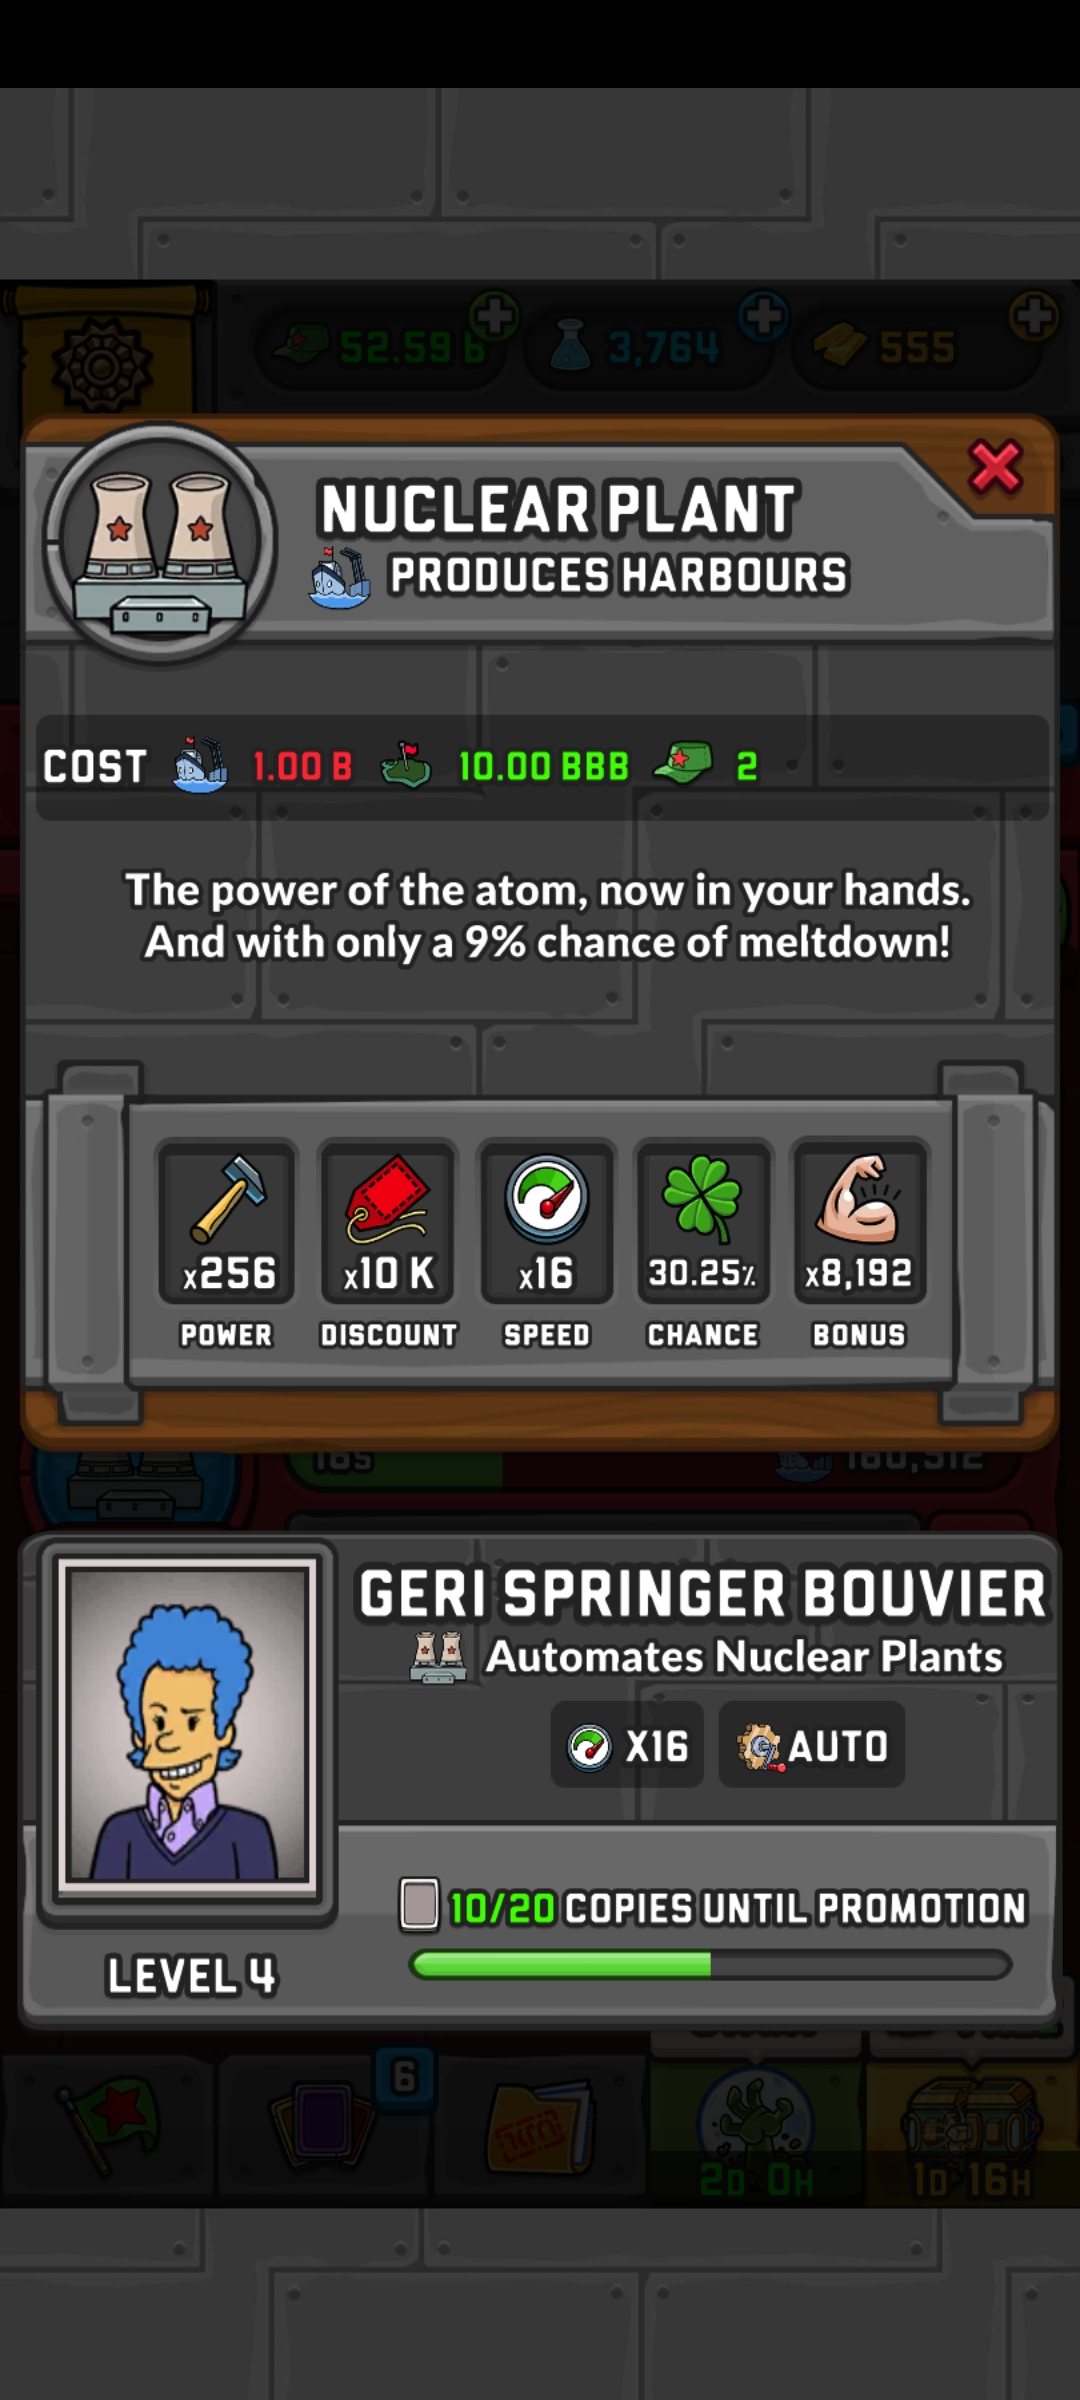 52.59 B 3,764 555
NUCLEAR PLANT
PRODUCES HARBOURS
COST 1.00 B 10.00 BBB 2
The power of the atom, now in your hands.
And with only a 9% chance of meltdown!
x256 x10 K x16 30.25% x8,192
POWER DISCOUNT SPEED CHANCE BONUS
16s 160,512
GERI SPRINGER BOUVIER
Automates Nuclear Plants
X16 AUTO
10/20 COPIES UNTIL PROMOTION
LEVEL 4
6
2D 0H 1D 16H